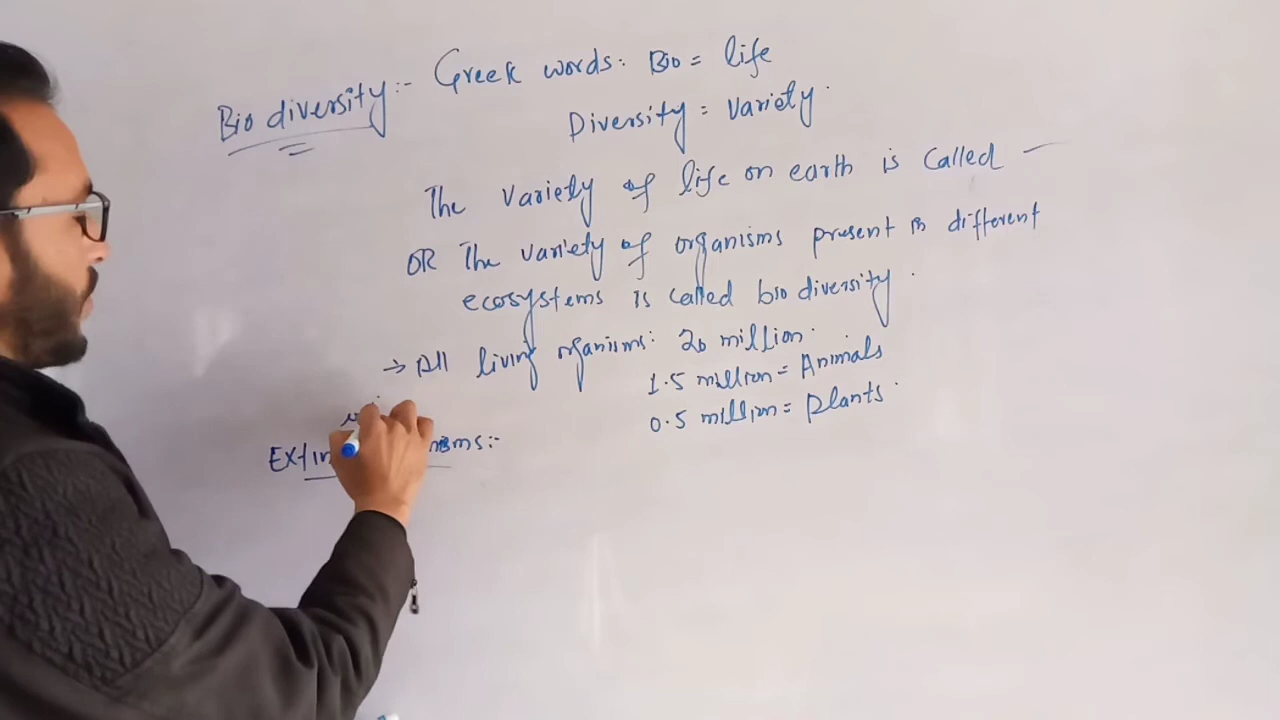 Bio diversity :- Greek words: Bio = life
Diversity = Variety.
The Variety of life on earth is Called —
OR The variety of organisms present in different
ecosystems is called bio diversity.
→ All living organisms: 20 million.
1.5 million = Animals
0.5 million = Plants.